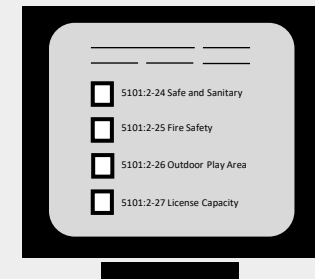 5101:2-24 Safe and Sanitary
5101:2-25 Fire Safety
5101:2-26 Outdoor Play Area
5101:2-27 License Capacity